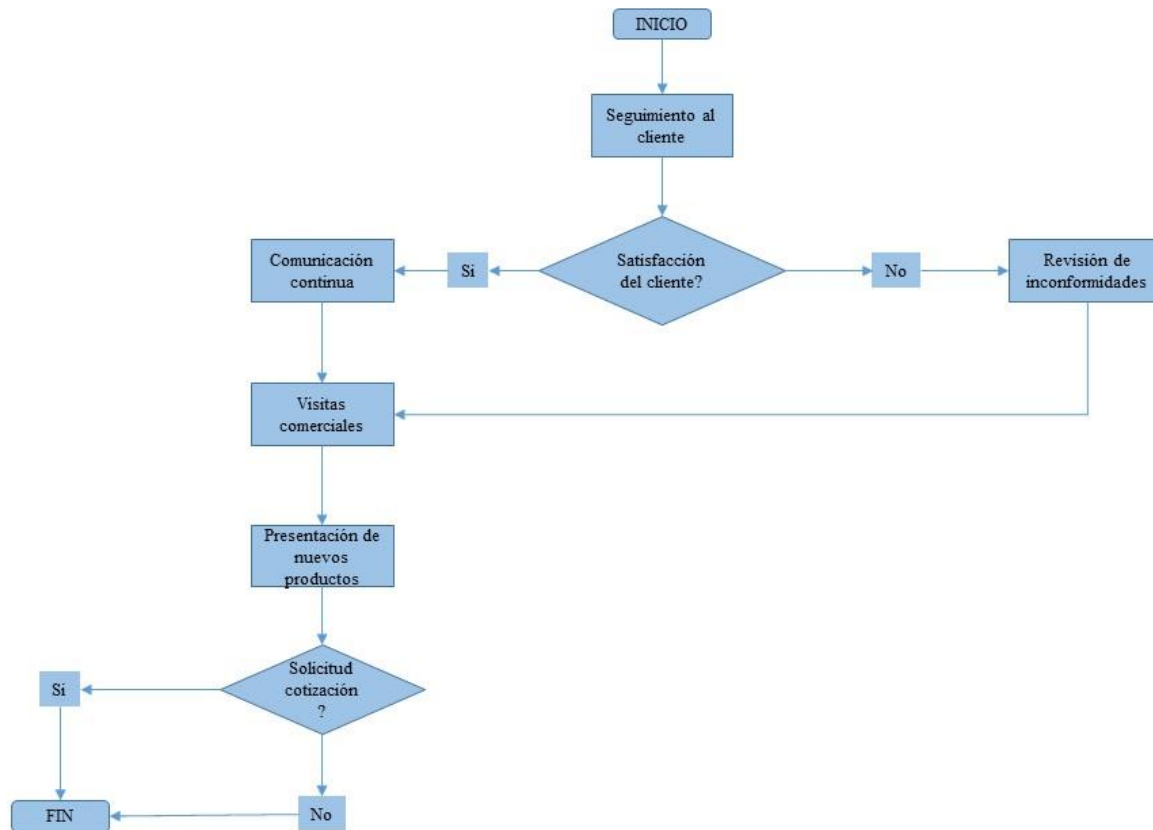 INICIO
Seguimiento al
cliente
Satisfacción
del cliente?
Si
Comunicación
continua
No
Revisión de
inconformidades
Visitas
comerciales
Presentación de
nuevos
productos
Solicitud
cotización
?
Si
No
FIN